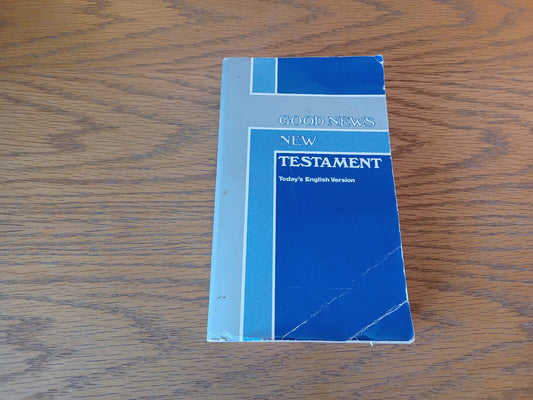 GOOD NEWS
NEW
TESTAMENT
Today's English Version